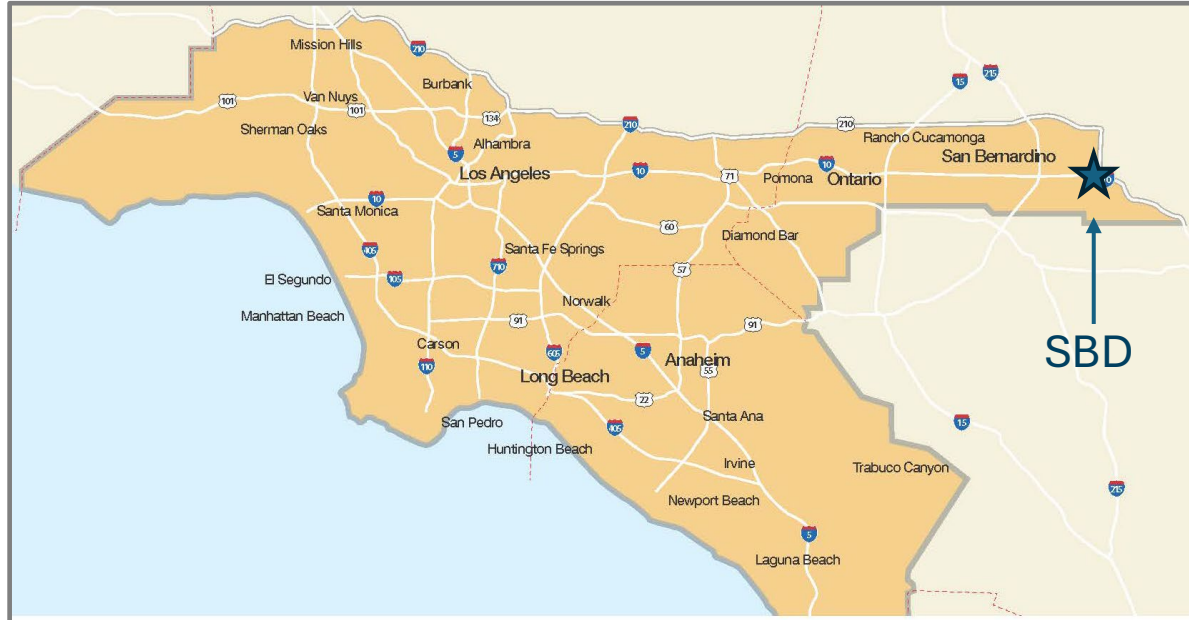 Mission Hills
210
Burbank
15
215
101
Van Nuys
101
134
210
210
Rancho Cucamonga
Sherman Oaks
Alhambra
5
Los Angeles
10
71
Pomona
10
Ontario
San Bernardino
10
Santa Monica
60
Diamond Bar
405
Santa Fe Springs
710
57
El Segundo
105
Norwalk
Manhattan Beach
91
91
SBD
Carson
605
5
Anaheim
110
Long Beach
55
22
San Pedro
Santa Ana
405
15
Huntington Beach
Irvine
Trabuco Canyon
215
Newport Beach
5
Laguna Beach